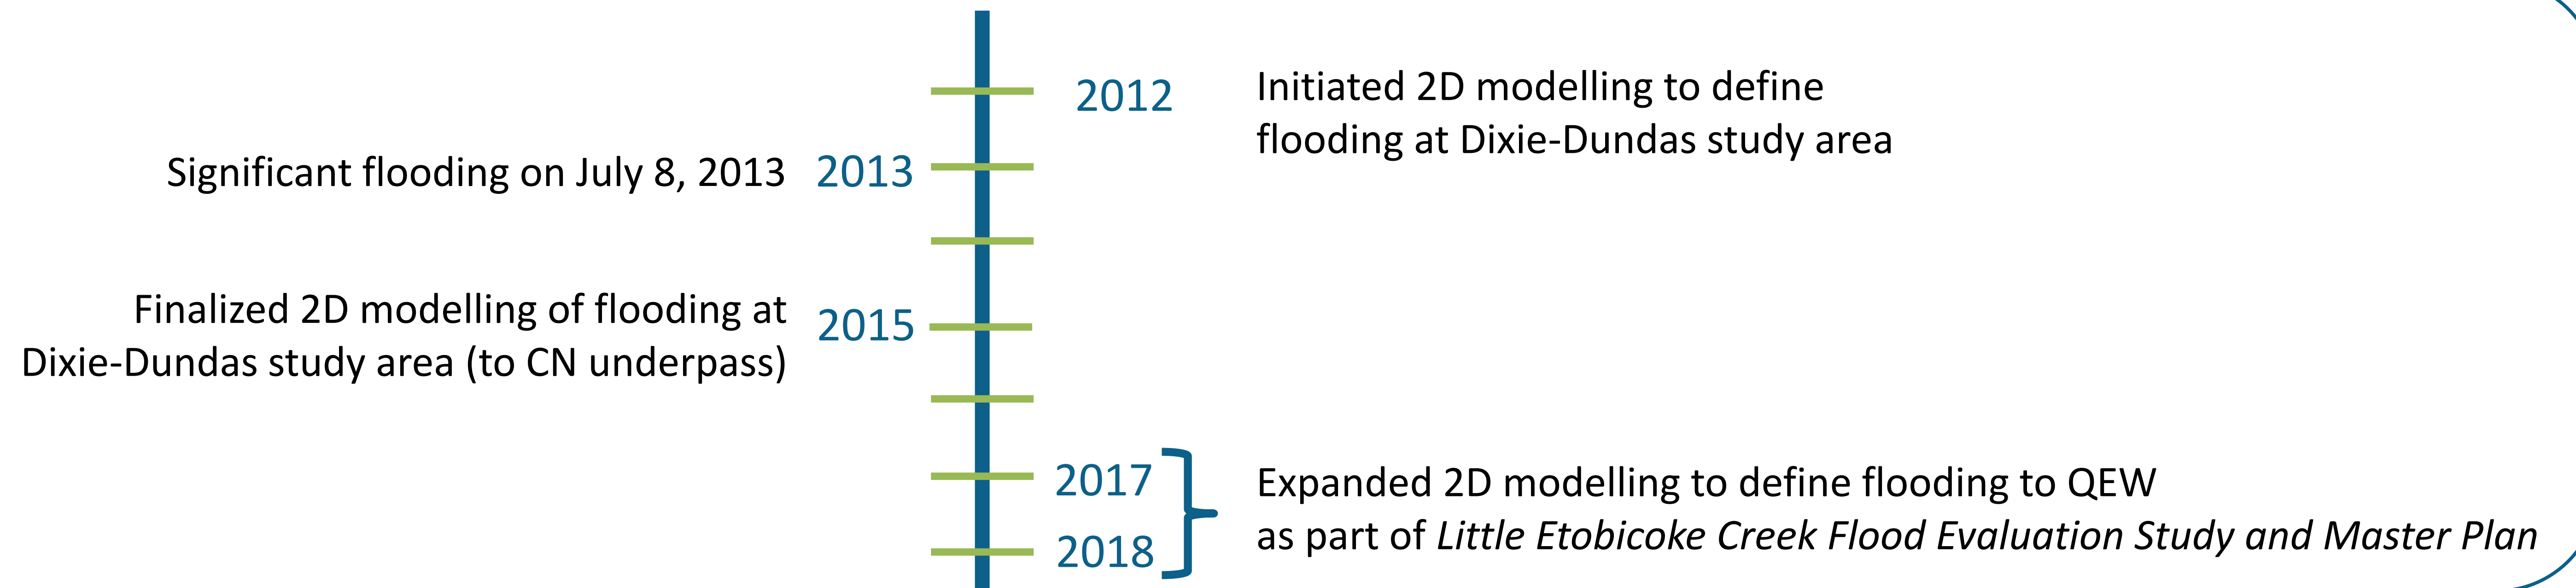 2012
Initiated 2D modelling to define
flooding at Dixie-Dundas study area
Significant flooding on July 8, 2013
2013
Finalized 2D modelling of flooding at
Dixie-Dundas study area (to CN underpass)
2015
2017
2018
Expanded 2D modelling to define flooding to QEW
as part of Little Etobicoke Creek Flood Evaluation Study and Master Plan